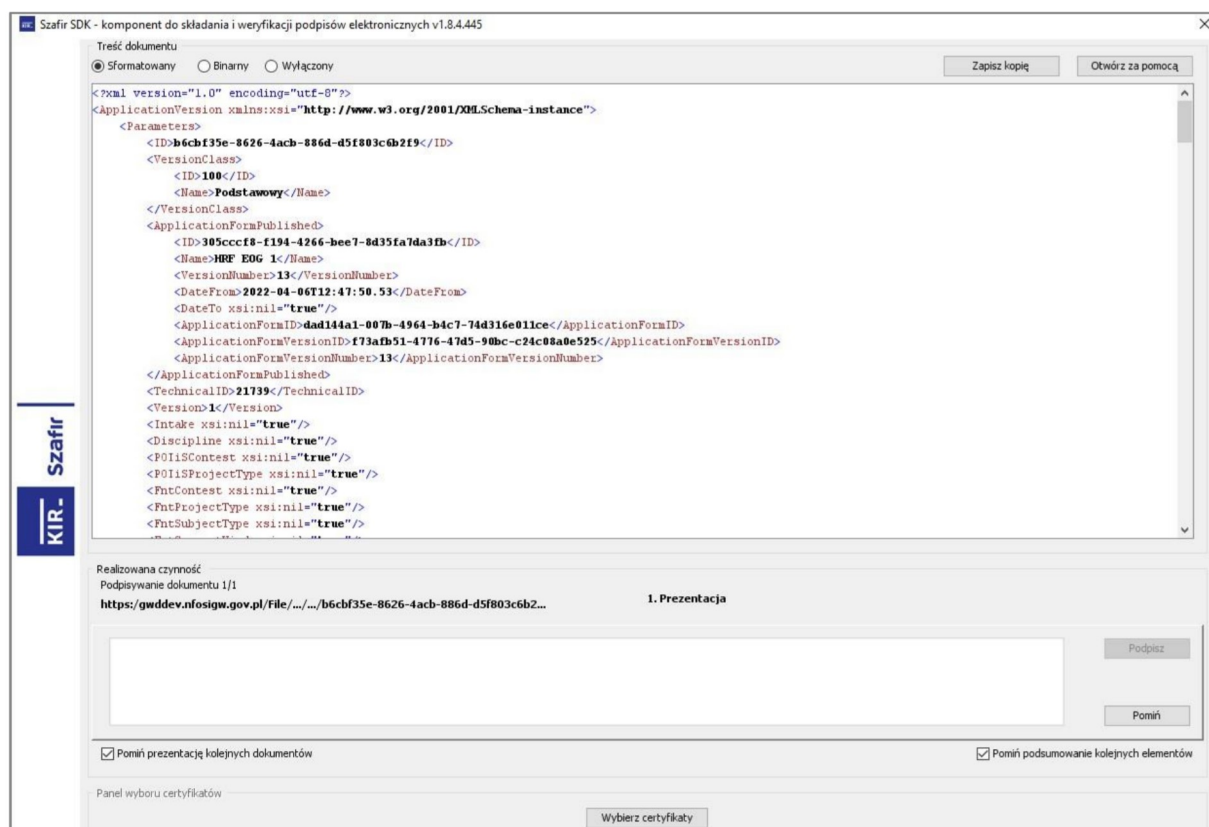 Szafir SDK - komponent do składania i weryfikacji podpisów elektronicznych v1.8.4.445
Treść dokumentu
Sformatowany Binarny Wyłączony Zapisz kopię Otwórz za pomocą
<?xml version="1.0" encoding="utf-8"?>
<ApplicationVersion xmlns:xsi="http://www.w3.org/2001/XMLSchema-instance">
<Parameters>
<ID>b6cbf35e-8626-4acb-886d-d5f803c6b2f9</ID>
<VersionClass>
<ID>100</ID>
<Name>Podstawowy</Name>
</VersionClass>
<ApplicationFormPublished>
<ID>305cccf8-f194-4266-bee7-8d35fa7da3fb</ID>
<Name>HRF EOG 1</Name>
<VersionNumber>13</VersionNumber>
<DateFrom>2022-04-06T12:47:50.53</DateFrom>
<DateTo xsi:nil="true"/>
<ApplicationFormID>dad144a1-007b-4964-b4c7-74d316e011ce</ApplicationFormID>
<ApplicationFormVersionID>f73afb51-4776-47d5-90bc-c24c08a0e525</ApplicationFormVersionID>
<ApplicationFormVersionNumber>13</ApplicationFormVersionNumber>
</ApplicationFormPublished>
<TechnicalID>21739</TechnicalID>
<Version>1</Version>
<Intake xsi:nil="true"/>
<Discipline xsi:nil="true"/>
<POIiSContest xsi:nil="true"/>
<POIiSProjectType xsi:nil="true"/>
<FntContest xsi:nil="true"/>
<FntProjectType xsi:nil="true"/>
<FntSubjectType xsi:nil="true"/>
KIR. Szafir
Realizowana czynność
Podpisywanie dokumentu 1/1
https:/gwddev.nfosigw.gov.pl/File/.../.../b6cbf35e-8626-4acb-886d-d5f803c6b2... 1. Prezentacja
Podpisz
Pomiń
Pomiń prezentację kolejnych dokumentów Pomiń podsumowanie kolejnych elementów
Panel wyboru certyfikatów
Wybierz certyfikaty